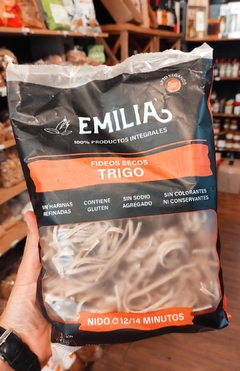 EMILIA
100% PRODUCTOS INTEGRALES
FIDEOS SECOS
TRIGO
SIN HARINAS REFINADAS
CONTIENE GLUTEN
SIN SODIO AGREGADO
SIN COLORANTES NI CONSERVANTES
NIDO 12/14 MINUTOS